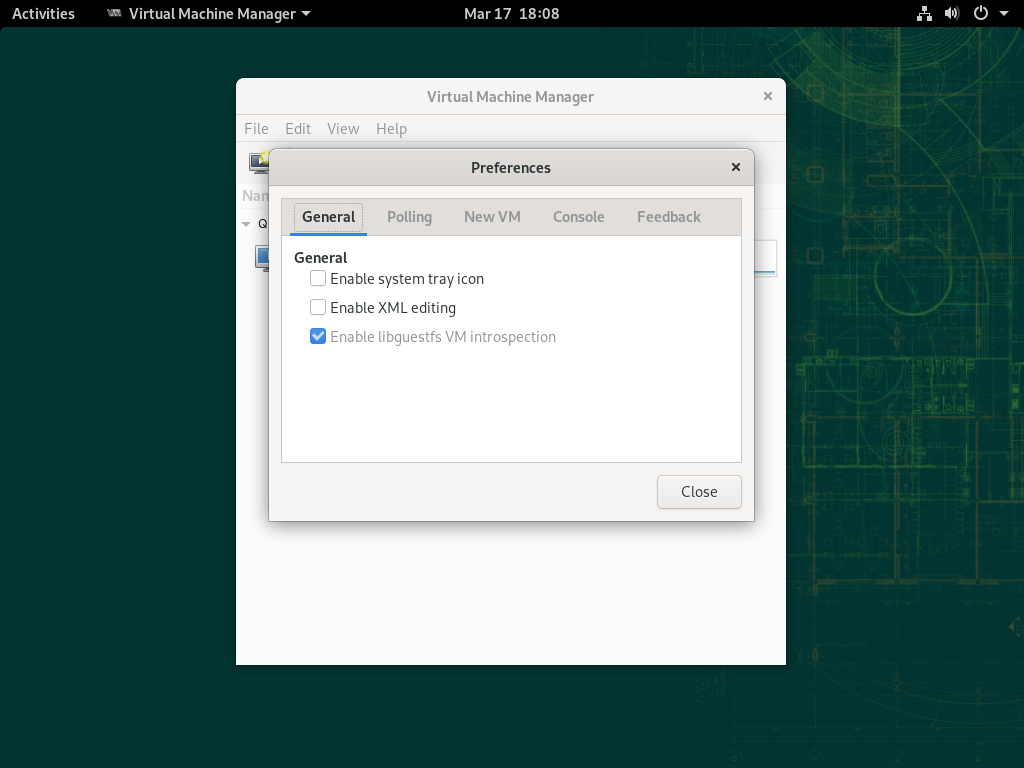 Activities Virtual Machine Manager Mar 17 18:08
Virtual Machine Manager
File Edit View Help
Preferences
General Polling New VM Console Feedback
General
Enable system tray icon
Enable XML editing
Enable libguestfs VM introspection
Close